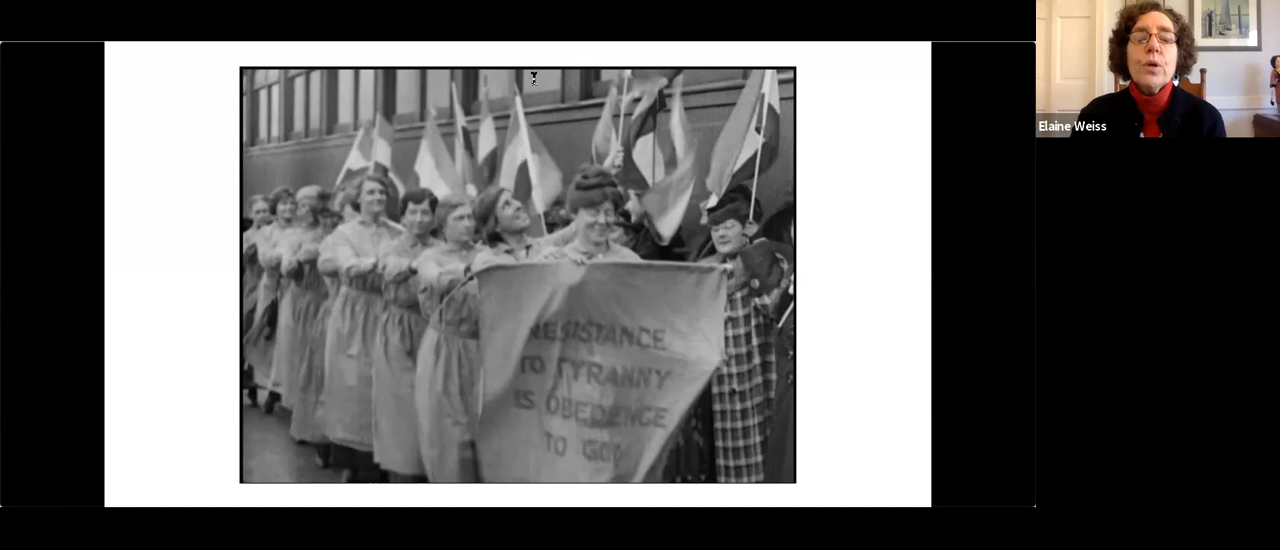 RESISTANCE
TO TYRANNY
IS OBEDIENCE
TO GOD
Elaine Weiss